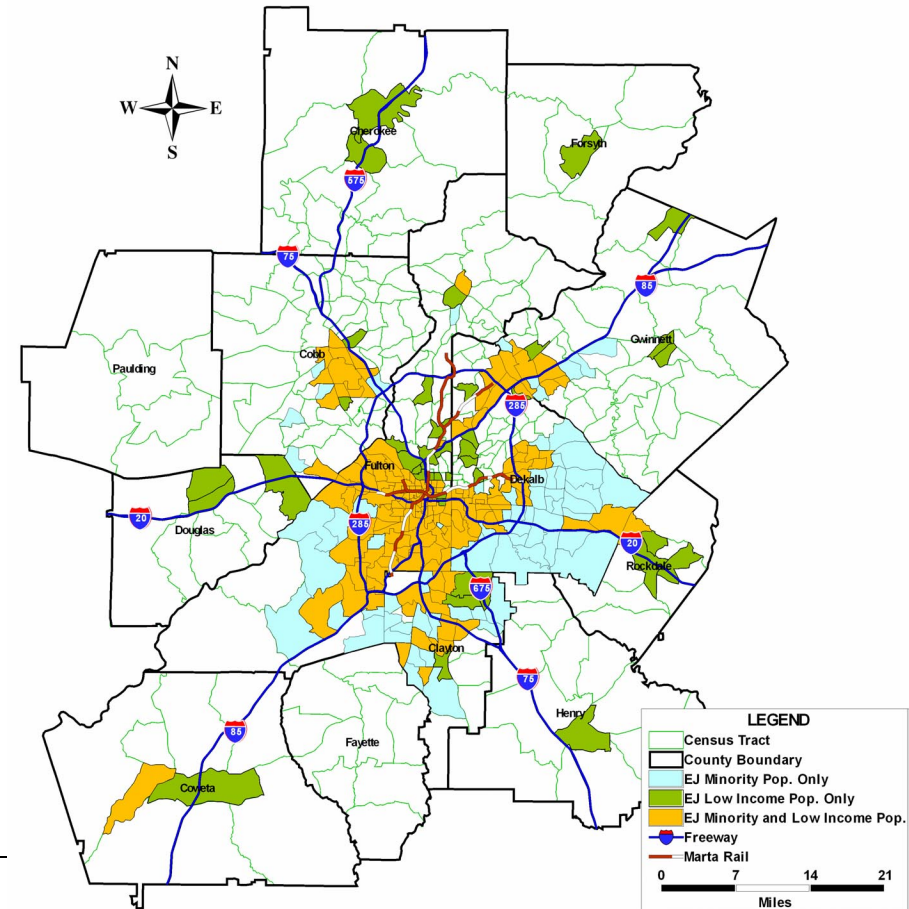 N
W E
S
Cherokee
Forsyth
575
75
85
Gwinnett
Cobb
Paulding
285
Fulton
Dekalb
20
285
Douglas
20
Rockdale
675
Clayton
75
Henry
85
Fayette
Coweta
LEGEND
Census Tract
County Boundary
EJ Minority Pop. Only
EJ Low Income Pop. Only
EJ Minority and Low Income Pop.
Freeway
Marta Rail
0 7 14 21
Miles